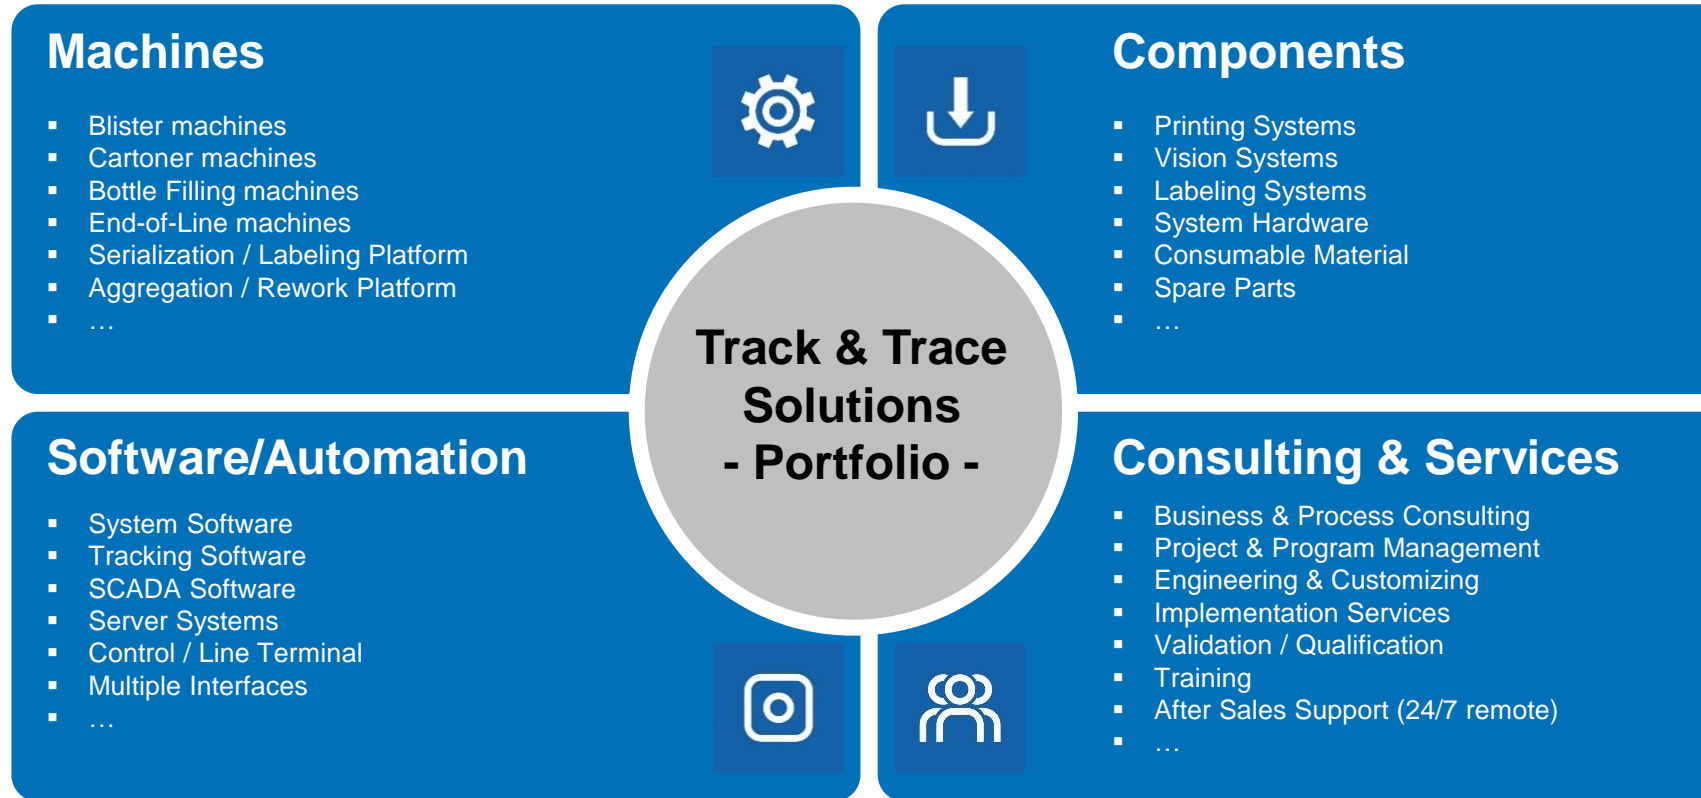 Machines
▪ Blister machines
▪ Cartoner machines
▪ Bottle Filling machines
▪ End-of-Line machines
▪ Serialization / Labeling Platform
▪ Aggregation / Rework Platform
▪ …
Components
▪ Printing Systems
▪ Vision Systems
▪ Labeling Systems
▪ System Hardware
▪ Consumable Material
▪ Spare Parts
▪ …
Track & Trace
Solutions
- Portfolio -
Software/Automation
▪ System Software
▪ Tracking Software
▪ SCADA Software
▪ Server Systems
▪ Control / Line Terminal
▪ Multiple Interfaces
▪ …
Consulting & Services
▪ Business & Process Consulting
▪ Project & Program Management
▪ Engineering & Customizing
▪ Implementation Services
▪ Validation / Qualification
▪ Training
▪ After Sales Support (24/7 remote)
▪ …